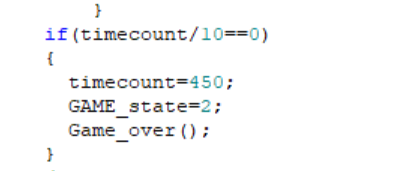 }
if(timecount/10==0)
{
timecount=450;
GAME_state=2;
Game_over();
}